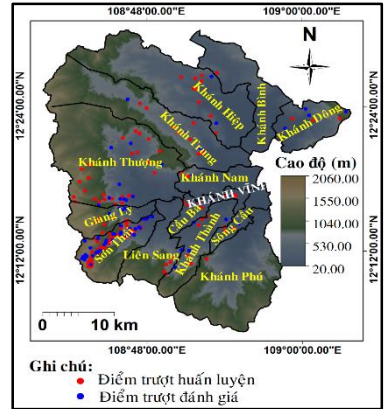 108°48'00.00"E 109°00'00.00"E
N
12°24'00.00"N 12°24'00.00"N
Khánh Hiệp
Khánh Bình
Khánh Đông
Khánh Trung
Khánh Thượng
Cao độ (m)
Khánh Nam
KHÁNH VĨNH
2060.00
1550.00
1040.00
530.00
20.00
Giang Ly
Cầu Bà
Sơn Thái
Khánh Thành
Sông Cầu
Liên Sang
Khánh Phú
12°12'00.00"N 12°12'00.00"N
0 10 km
108°48'00.00"E 109°00'00.00"E
Ghi chú:
Điểm trượt huấn luyện
Điểm trượt đánh giá